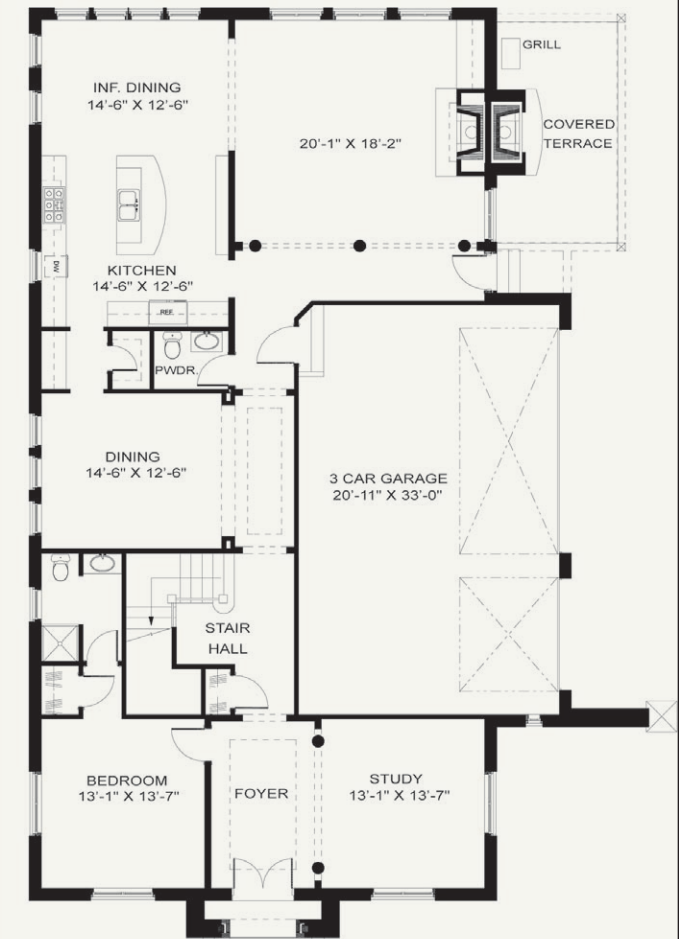 GRILL
INF. DINING
14'-6" X 12'-6"
20'-1" X 18'-2"
COVERED
TERRACE
DW
KITCHEN
14'-6" X 12'-6"
REF.
PWDR.
DINING
14'-6" X 12'-6"
3 CAR GARAGE
20'-11" X 33'-0"
STAIR
HALL
BEDROOM
13'-1" X 13'-7"
FOYER
STUDY
13'-1" X 13'-7"